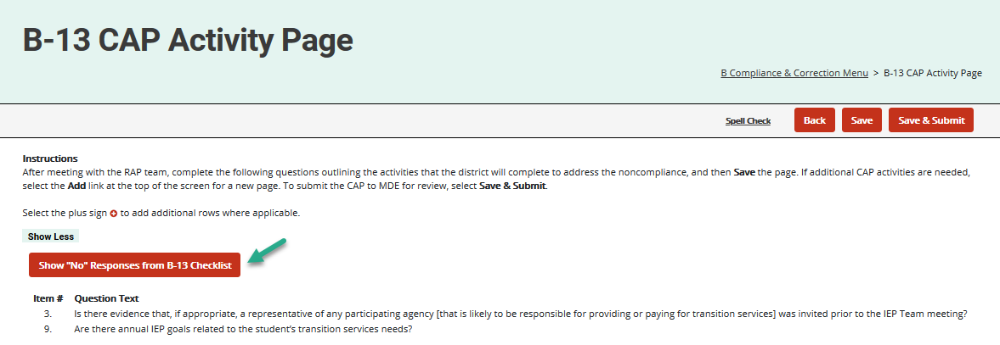 B-13 CAP Activity Page
B Compliance & Correction Menu > B-13 CAP Activity Page
Spell Check Back Save Save & Submit
Instructions
After meeting with the RAP team, complete the following questions outlining the activities that the district will complete to address the noncompliance, and then Save the page. If additional CAP activities are needed,
select the Add link at the top of the screen for a new page. To submit the CAP to MDE for review, select Save & Submit.
Select the plus sign to add additional rows where applicable.
Show Less
Show "No" Responses from B-13 Checklist
Item # Question Text
3. Is there evidence that, if appropriate, a representative of any participating agency [that is likely to be responsible for providing or paying for transition services] was invited prior to the IEP Team meeting?
9. Are there annual IEP goals related to the student's transition services needs?